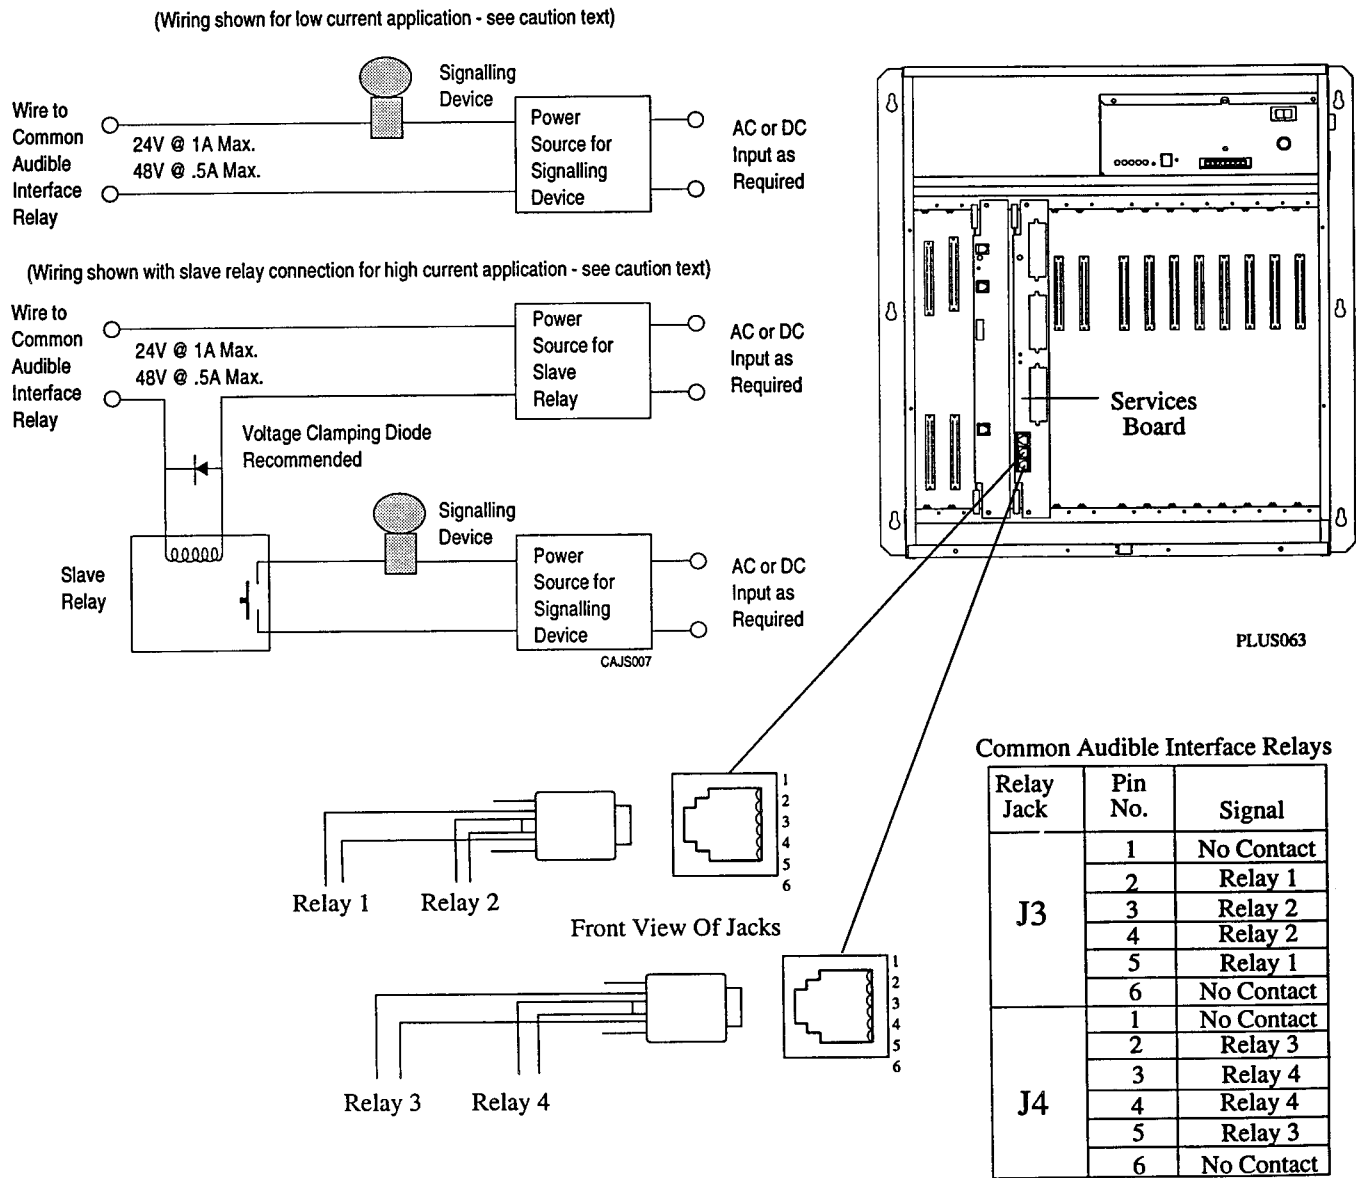 (Wiring shown for low current application - see caution text)
Wire to
Common
Audible
Interface
Relay
24V @ 1A Max.
48V @ .5A Max.
Signalling
Device
Power
Source for
Signalling
Device
AC or DC
Input as
Required
(Wiring shown with slave relay connection for high current application - see caution text)
Wire to
Common
Audible
Interface
Relay
24V @ 1A Max.
48V @ .5A Max.
Power
Source for
Slave
Relay
AC or DC
Input as
Required
Voltage Clamping Diode
Recommended
Signalling
Device
Slave
Relay
Power
Source for
Signalling
Device
AC or DC
Input as
Required
CAJS007
Services
Board
PLUS063
1
2
3
4
5
6
Relay 1 Relay 2
Front View Of Jacks
1
2
3
4
5
6
Relay 3 Relay 4
Common Audible Interface Relays
Relay Jack Pin No. Signal
J3
1 No Contact
2 Relay 1
3 Relay 2
4 Relay 2
5 Relay 1
6 No Contact
J4
1 No Contact
2 Relay 3
3 Relay 4
4 Relay 4
5 Relay 3
6 No Contact